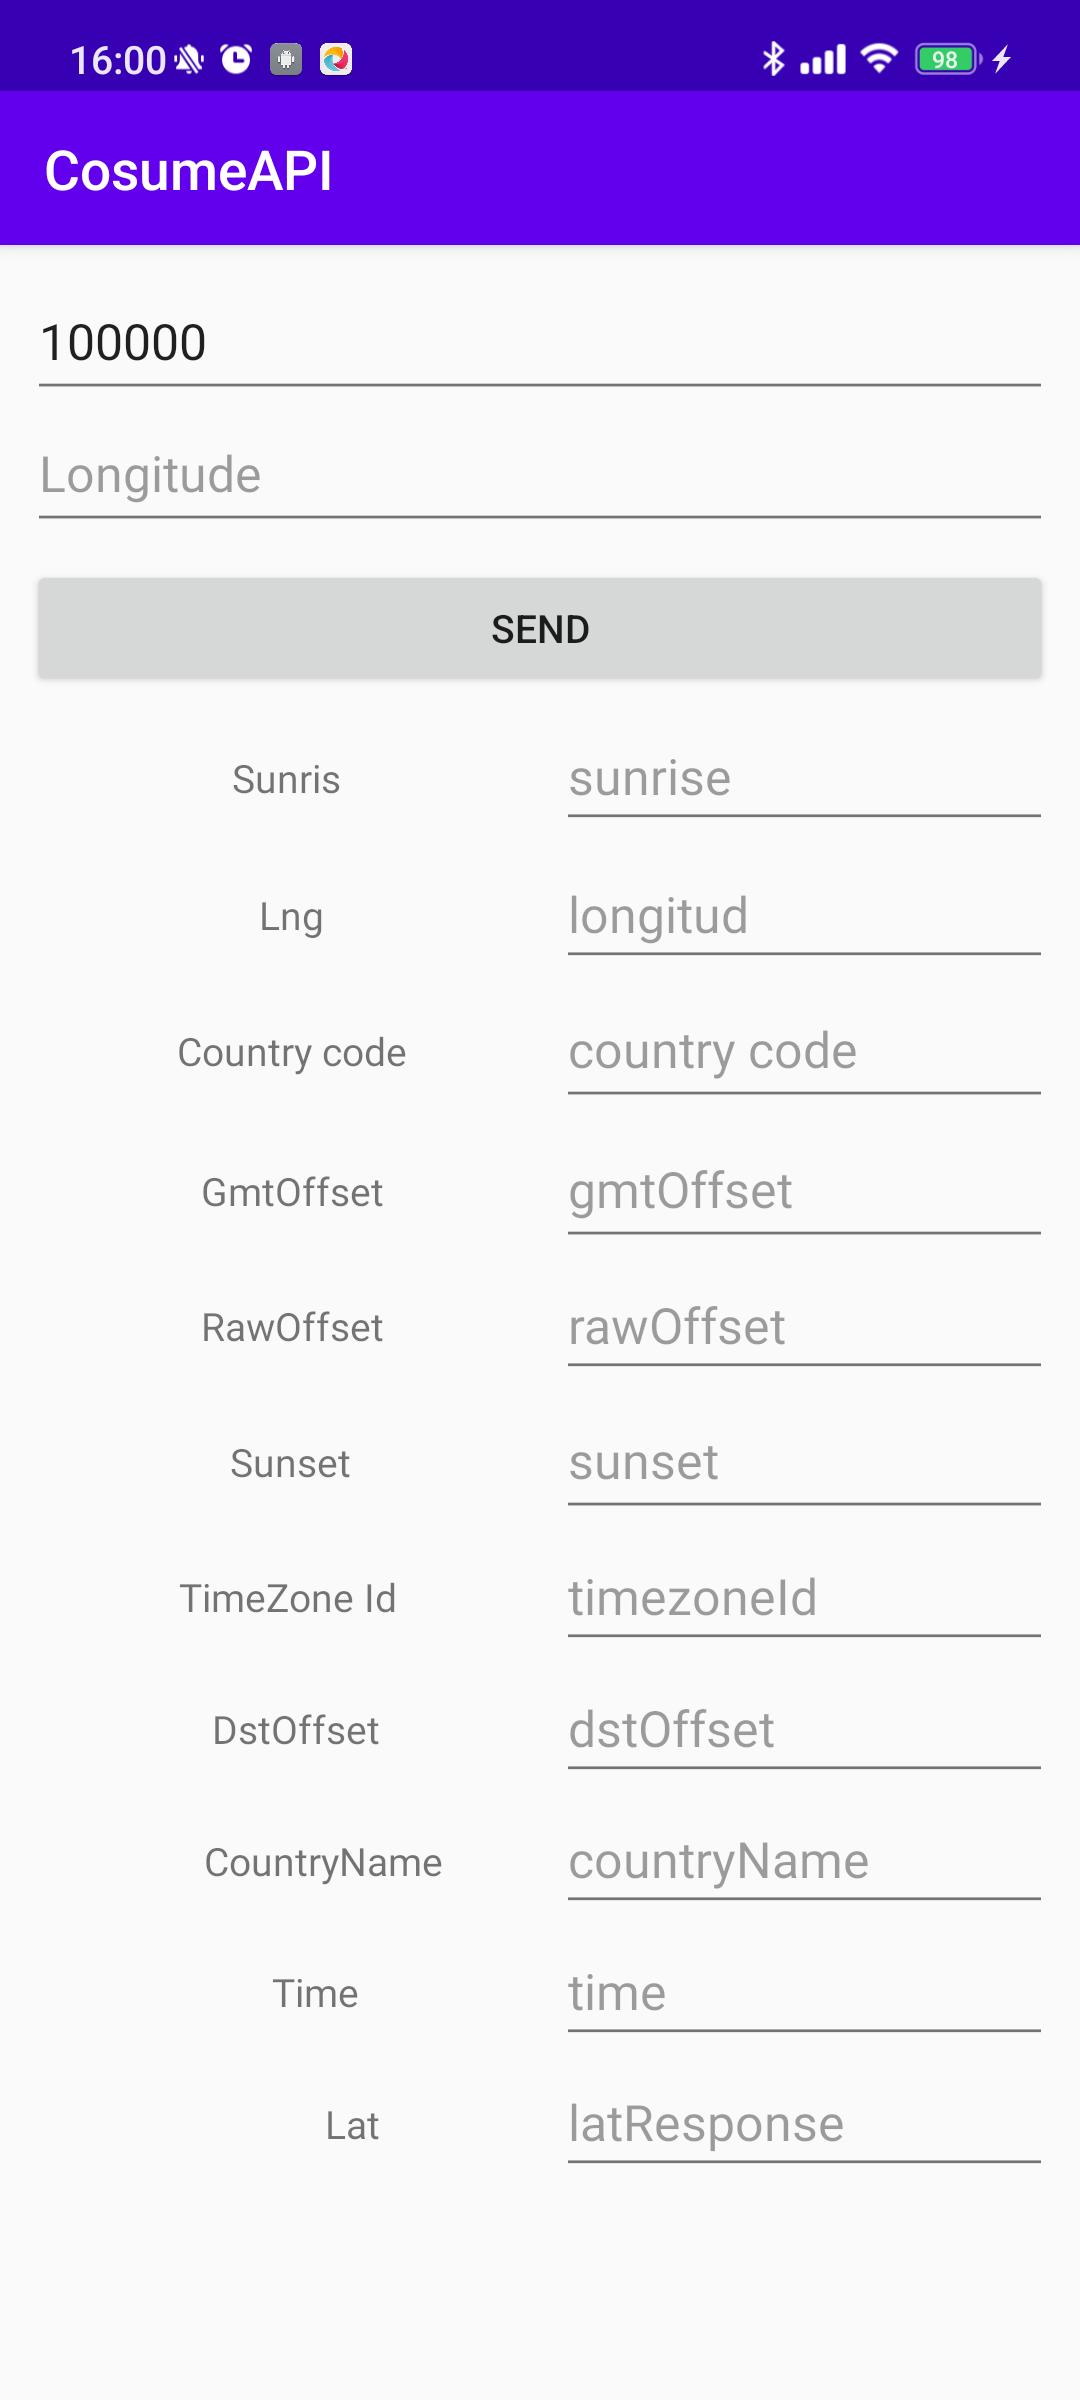 16:00 98
CosumeAPI
100000
Longitude
SEND
Sunris sunrise
Lng longitud
Country code country code
GmtOffset gmtOffset
RawOffset rawOffset
Sunset sunset
TimeZone Id timezoneId
DstOffset dstOffset
CountryName countryName
Time time
Lat latResponse